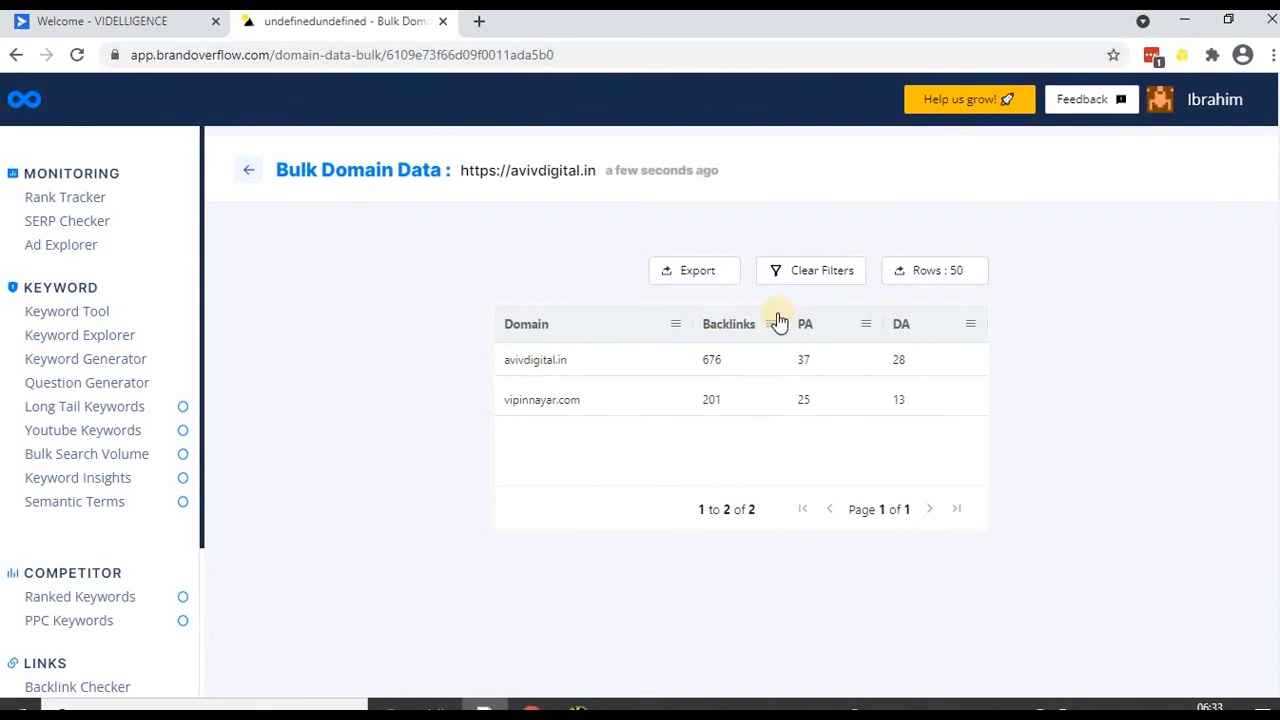 Welcome - VIDELLIGENCE
undefinedundefined - Bulk Doma
app.brandoverflow.com/domain-data-bulk/6109e73f66d09f0011ada5b0
1
Help us grow!
Feedback
Ibrahim
MONITORING
Rank Tracker
SERP Checker
Ad Explorer
KEYWORD
Keyword Tool
Keyword Explorer
Keyword Generator
Question Generator
Long Tail Keywords
Youtube Keywords
Bulk Search Volume
Keyword Insights
Semantic Terms
COMPETITOR
Ranked Keywords
PPC Keywords
LINKS
Backlink Checker
Bulk Domain Data : https://avivdigital.in a few seconds ago
Export Clear Filters Rows : 50
Domain Backlinks PA DA
avivdigital.in 676 37 28
vipinnayar.com 201 25 13
1 to 2 of 2 Page 1 of 1
06:33